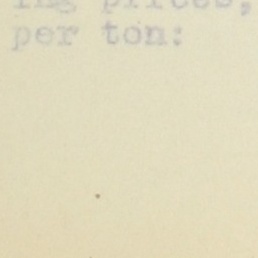 ing prices,
per ton: